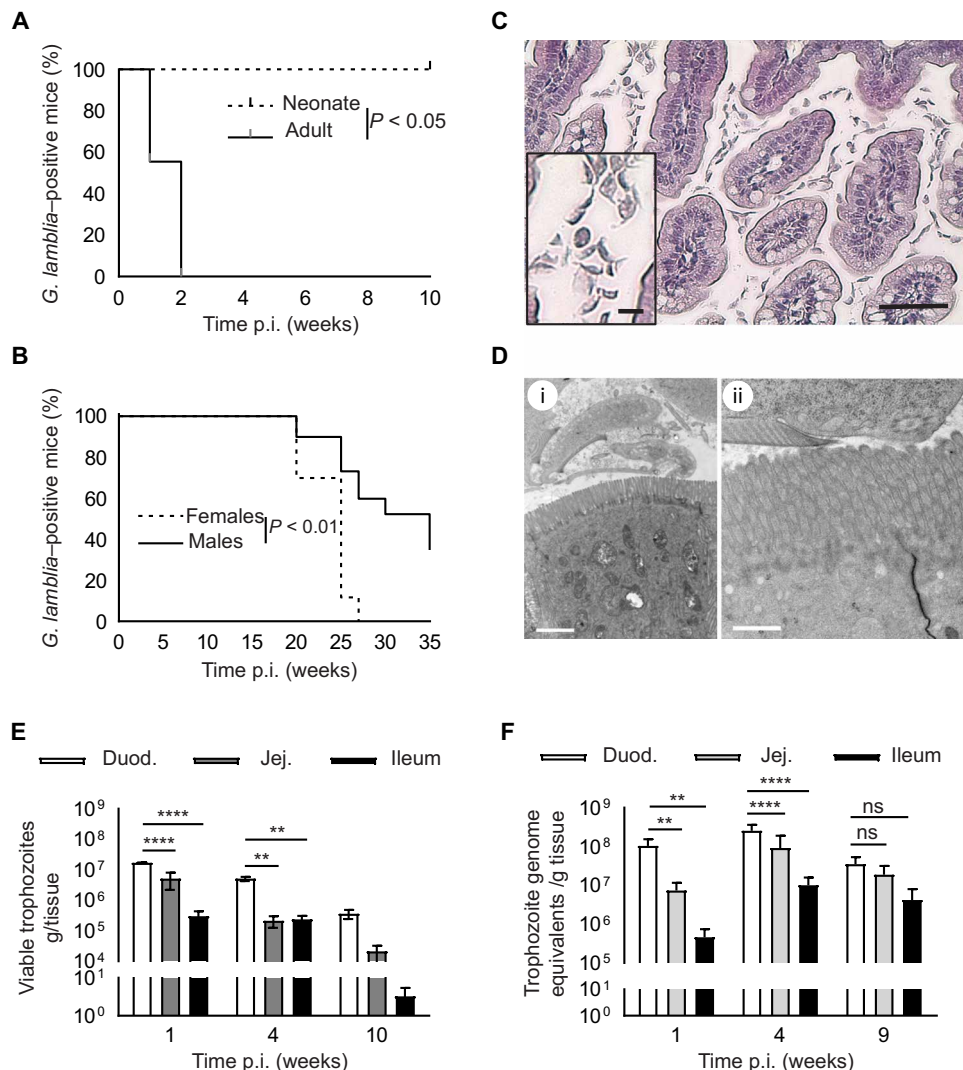 A
G. lamblia–positive mice (%)
100
80
60
40
20
0
Neonate
Adult
P < 0.05
0 2 4 6 8 10
Time p.i. (weeks)
B
G. lamblia–positive mice (%)
100
80
60
40
20
0
Females
Males
P < 0.01
0 5 10 15 20 25 30 35
Time p.i. (weeks)
C
D
i
ii
E
Duod. Jej. Ileum
Viable trophozoites
g/tissue
10⁹
10⁸
10⁷
10⁶
10⁵
10⁴
10¹
10⁰
****
****
**
**
1 4 10
Time p.i. (weeks)
F
Duod. Jej. Ileum
Trophozoite genome
equivalents /g tissue
10⁹
10⁸
10⁷
10⁶
10⁵
10¹
10⁰
**
**
****
****
ns
ns
1 4 9
Time p.i. (weeks)